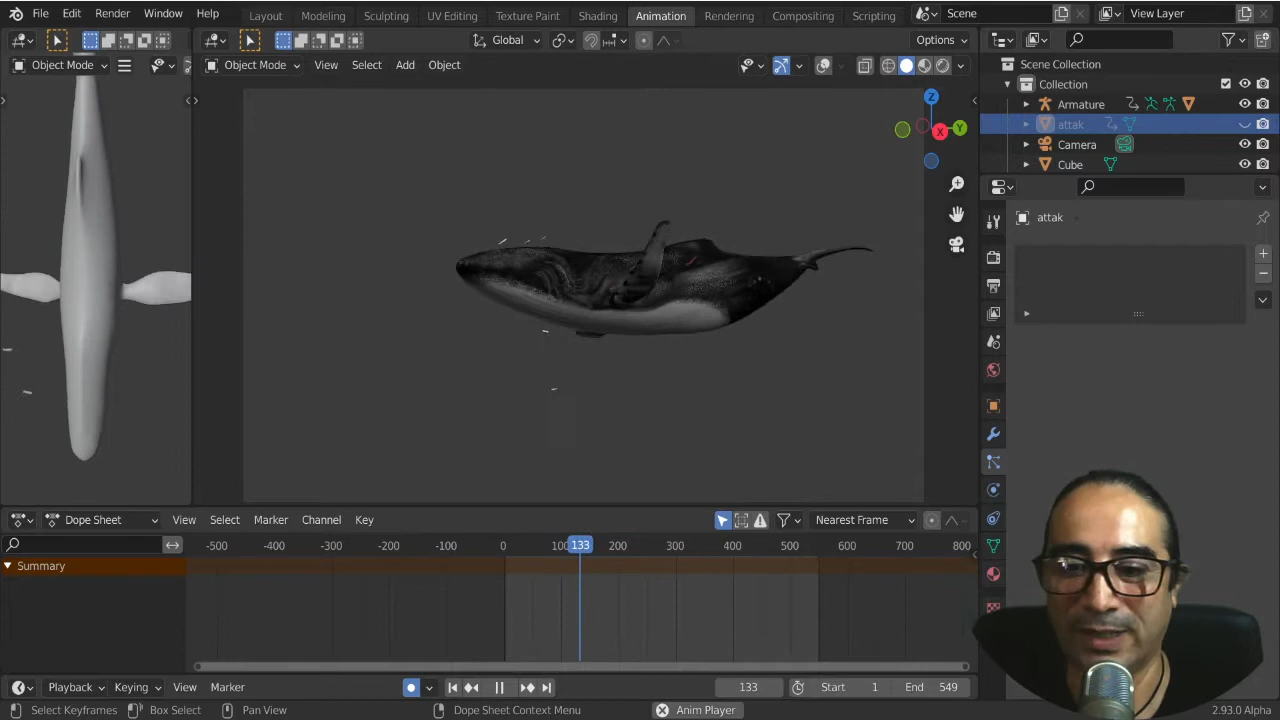 File Edit Render Window Help Layout Modeling Sculpting UV Editing Texture Paint Shading Animation Rendering Compositing Scripting Scene View Layer
Global Options
Object Mode Object Mode View Select Add Object
Scene Collection
Collection
Armature
attak
Camera
Cube
Z
X Y
attak
Dope Sheet View Select Marker Channel Key Nearest Frame
-500 -400 -300 -200 -100 0 100 133 200 300 400 500 600 700 800
Summary
Playback Keying View Marker 133 Start 1 End 549
Select Keyframes Box Select Pan View Dope Sheet Context Menu Anim Player 2.93.0 Alpha